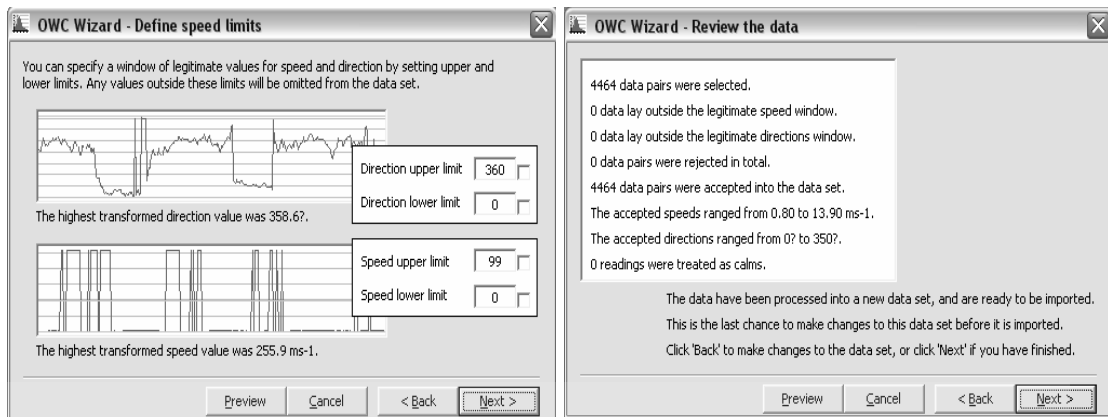 OWC Wizard - Define speed limits
You can specify a window of legitimate values for speed and direction by setting upper and
lower limits. Any values outside these limits will be omitted from the data set.
Direction upper limit 360
Direction lower limit 0
The highest transformed direction value was 358.6?.
Speed upper limit 99
Speed lower limit 0
The highest transformed speed value was 255.9 ms-1.
Preview Cancel < Back Next >
OWC Wizard - Review the data
4464 data pairs were selected.
0 data lay outside the legitimate speed window.
0 data lay outside the legitimate directions window.
0 data pairs were rejected in total.
4464 data pairs were accepted into the data set.
The accepted speeds ranged from 0.80 to 13.90 ms-1.
The accepted directions ranged from 0? to 350?.
0 readings were treated as calms.
The data have been processed into a new data set, and are ready to be imported.
This is the last chance to make changes to this data set before it is imported.
Click 'Back' to make changes to the data set, or click 'Next' if you have finished.
Preview Cancel < Back Next >